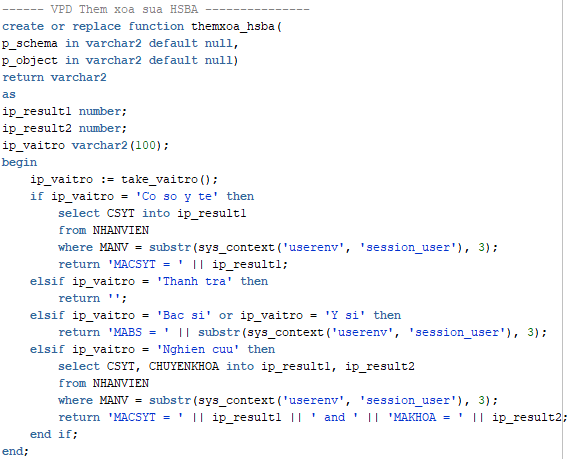 ------ VPD Them xoa sua HSBA ---------------
create or replace function themxoa_hsba(
p_schema in varchar2 default null,
p_object in varchar2 default null)
return varchar2
as
ip_result1 number;
ip_result2 number;
ip_vaitro varchar2(100);
begin
    ip_vaitro := take_vaitro();
    if ip_vaitro = 'Co so y te' then
        select CSYT into ip_result1
        from NHANVIEN
        where MANV = substr(sys_context('userenv', 'session_user'), 3);
        return 'MACSYT = ' || ip_result1;
    elsif ip_vaitro = 'Thanh tra' then
        return '';
    elsif ip_vaitro = 'Bac si' or ip_vaitro = 'Y si' then
        return 'MABS = ' || substr(sys_context('userenv', 'session_user'), 3);
    elsif ip_vaitro = 'Nghien cuu' then
        select CSYT, CHUYENKHOA into ip_result1, ip_result2
        from NHANVIEN
        where MANV = substr(sys_context('userenv', 'session_user'), 3);
        return 'MACSYT = ' || ip_result1 || ' and ' || 'MAKHOA = ' || ip_result2;
    end if;
end;